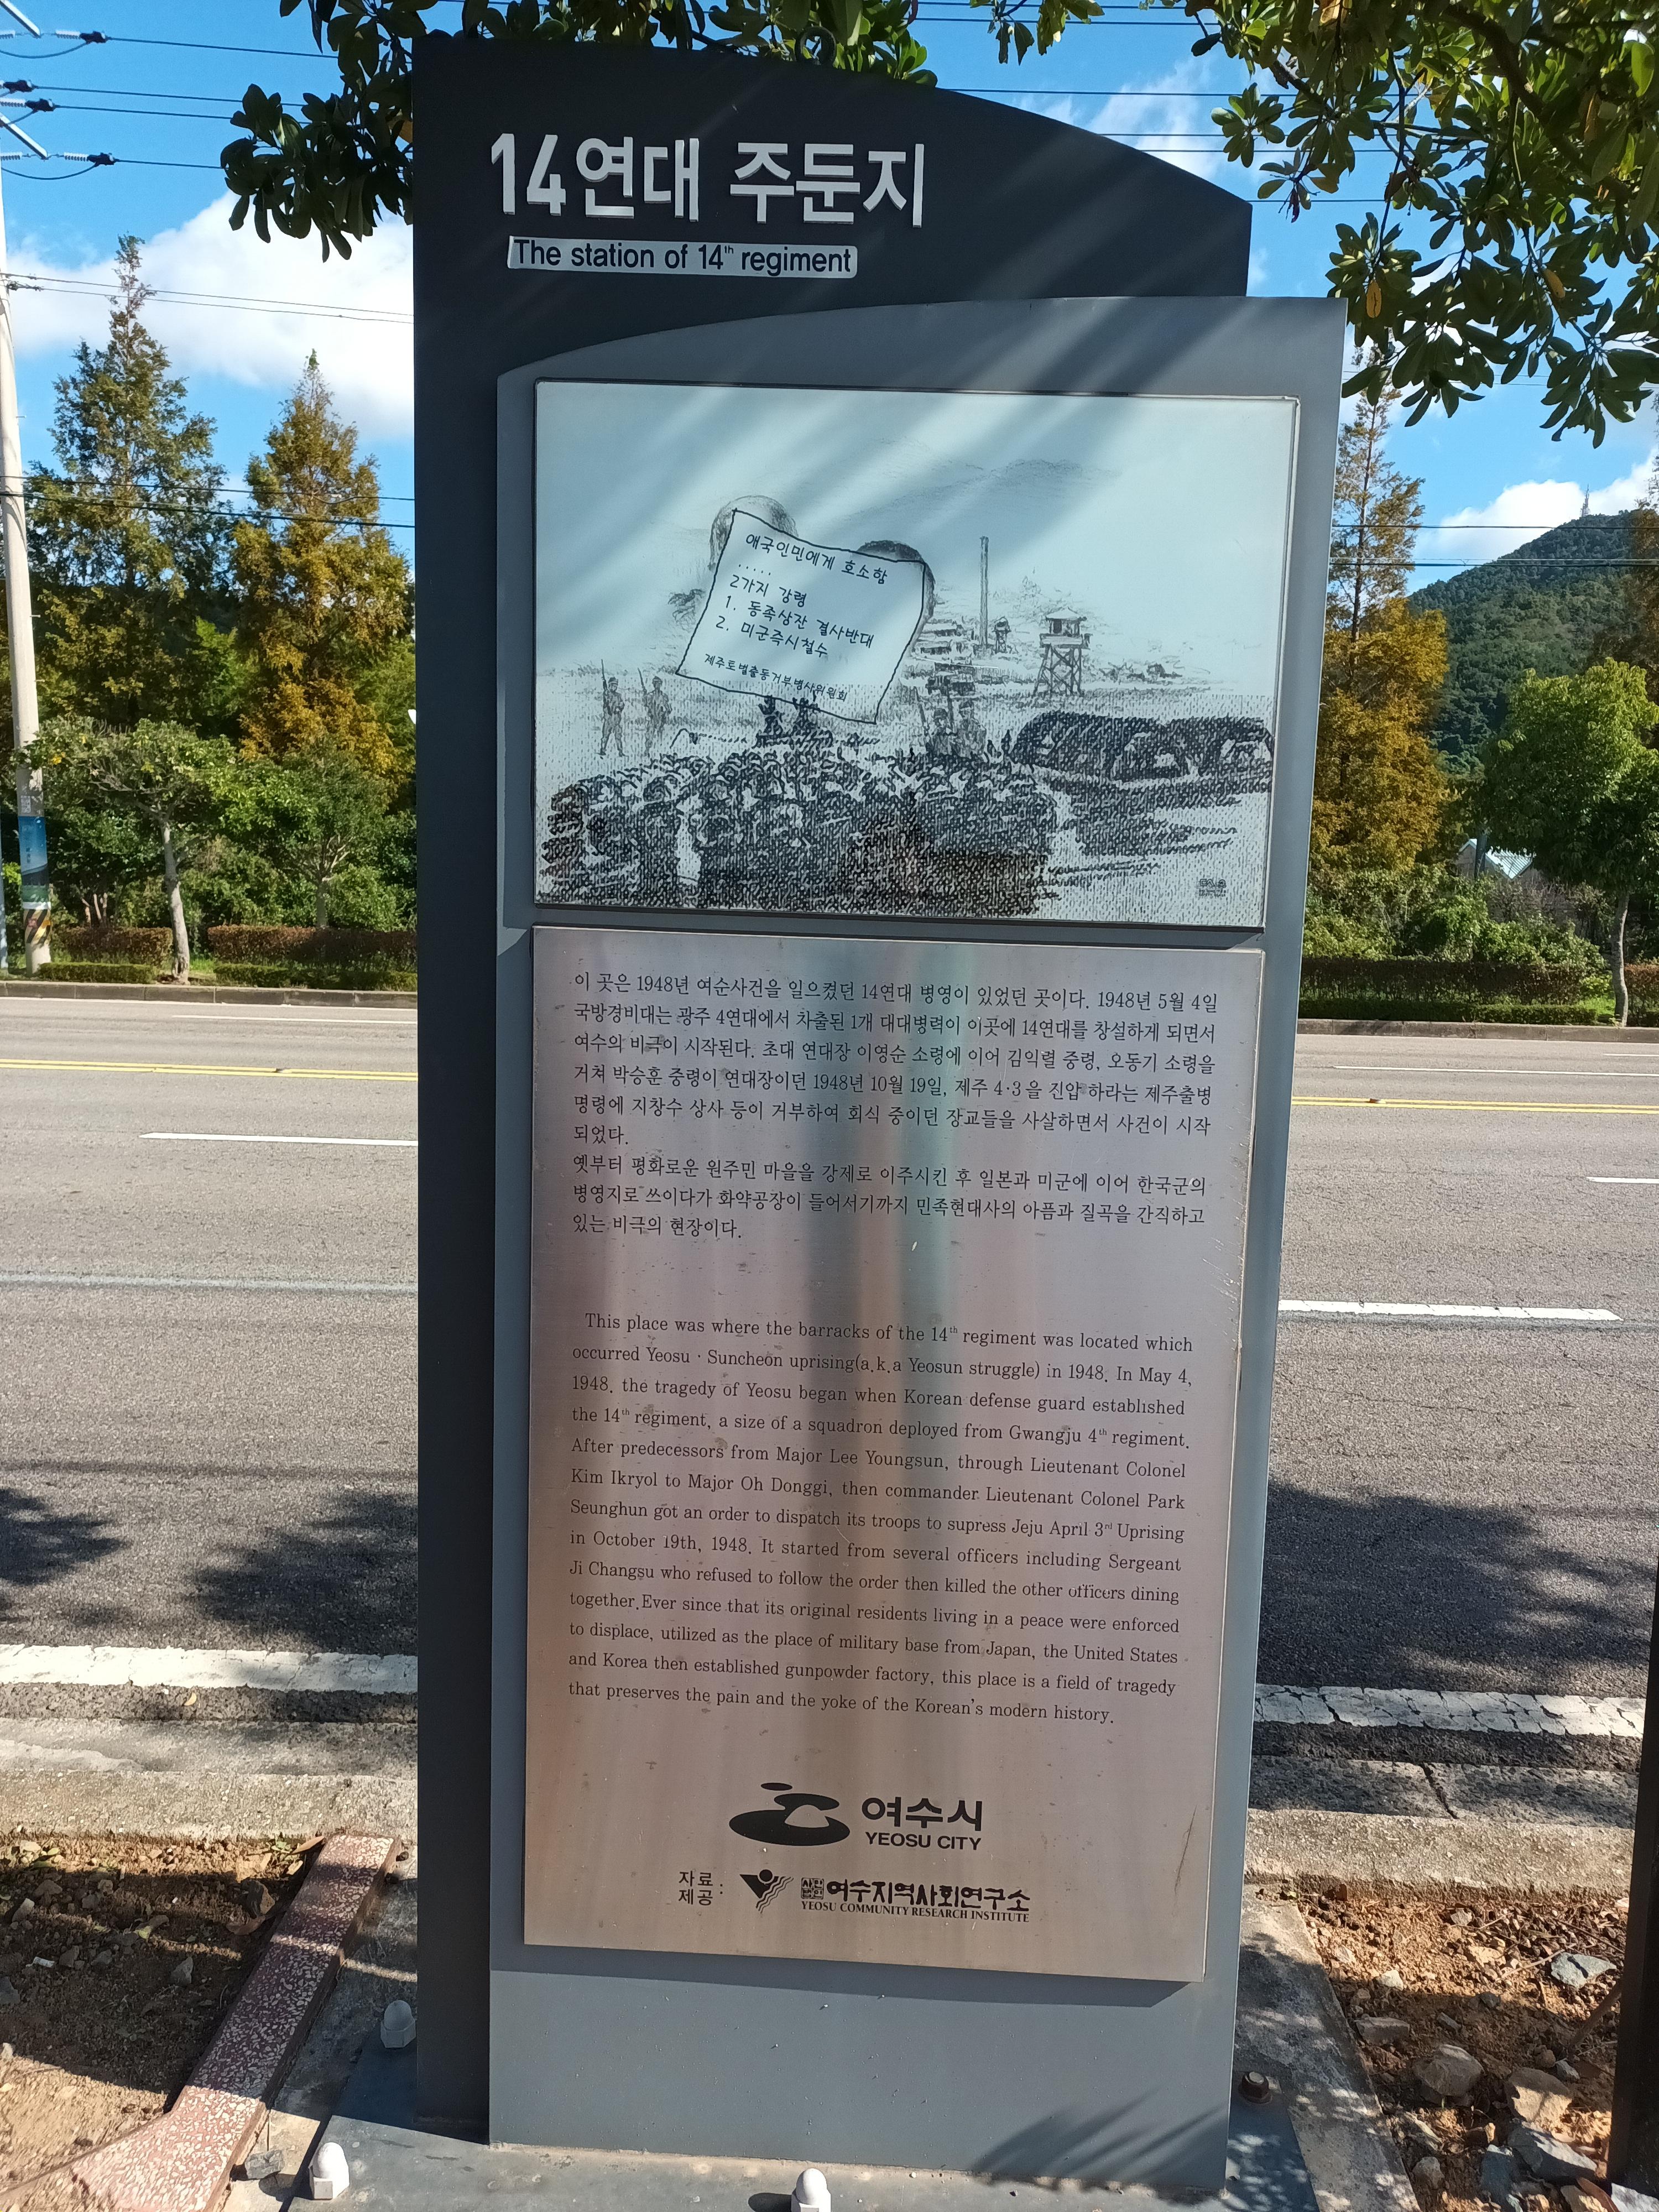 14연대 주둔지
The station of 14th regiment
애국인민에게 호소함
.....
2가지 강령
1. 동족상잔 결사반대
2. 미군즉시철수
제주토벌출동거부병사위원회
이 곳은 1948년 여순사건을 일으켰던 14연대 병영이 있었던 곳이다. 1948년 5월 4일
국방경비대는 광주 4연대에서 차출된 1개 대대병력이 이곳에 14연대를 창설하게 되면서
여수의 비극이 시작된다. 초대 연대장 이영순 소령에 이어 김익렬 중령, 오동기 소령을
거쳐 박승훈 중령이 연대장이던 1948년 10월 19일, 제주 4·3을 진압 하라는 제주출병
명령에 지창수 상사 등이 거부하여 회식 중이던 장교들을 사살하면서 사건이 시작
되었다.
옛부터 평화로운 원주민 마을을 강제로 이주시킨 후 일본과 미군에 이어 한국군의
병영지로 쓰이다가 화약공장이 들어서기까지 민족현대사의 아픔과 질곡을 간직하고
있는 비극의 현장이다.
This place was where the barracks of the 14th regiment was located which
occurred Yeosu · Suncheon uprising(a.k.a Yeosun struggle) in 1948. In May 4,
1948. the tragedy of Yeosu began when Korean defense guard established
the 14th regiment, a size of a squadron deployed from Gwangju 4th regiment.
After predecessors from Major Lee Youngsun, through Lieutenant Colonel
Kim Ikryol to Major Oh Donggi, then commander Lieutenant Colonel Park
Seunghun got an order to dispatch its troops to supress Jeju April 3rd Uprising
in October 19th, 1948. It started from several officers including Sergeant
Ji Changsu who refused to follow the order then killed the other officers dining
together.Ever since that its original residents living in a peace were enforced
to displace, utilized as the place of military base from Japan, the United States
and Korea then established gunpowder factory, this place is a field of tragedy
that preserves the pain and the yoke of the Korean's modern history.
여수시
YEOSU CITY
자료
제공 :
사단법인 여수지역사회연구소
YEOSU COMMUNITY RESEARCH INSTITUTE